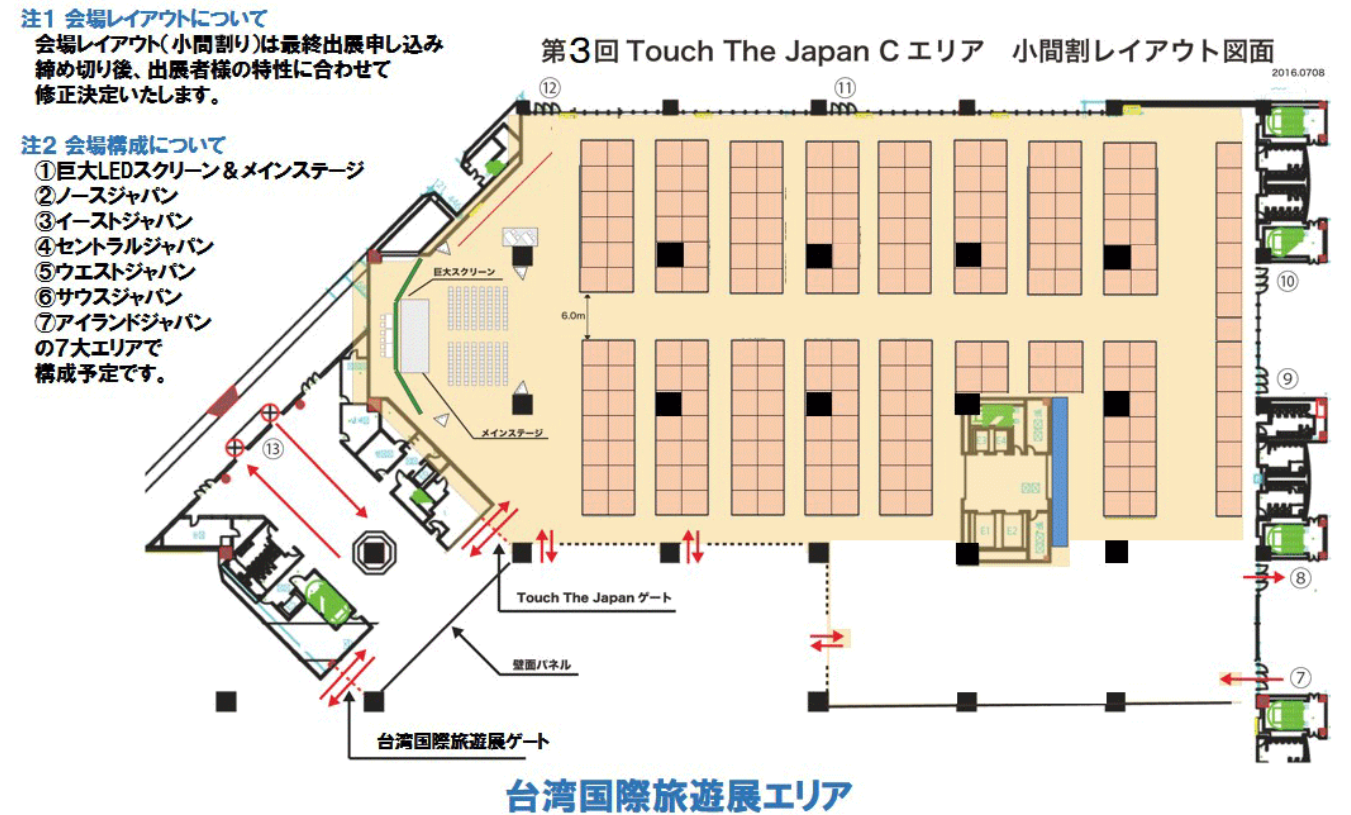 注1 会場レイアウトについて
会場レイアウト(小間割り)は最終出展申し込み
締め切り後、出展者様の特性に合わせて
修正決定いたします。
注2 会場構成について
①巨大LEDスクリーン&メインステージ
②ノースジャパン
③イーストジャパン
④セントラルジャパン
⑤ウエストジャパン
⑥サウスジャパン
⑦アイランドジャパン
の7大エリアで
構成予定です。
第3回 Touch The Japan C エリア 小間割レイアウト図面
2016.0708
⑫
⑪
巨大スクリーン
6.0m
⑩
⑨
メインステージ
⑬
E3 E4
E1 E2
⑧
Touch The Japan ゲート
壁面パネル
⑦
台湾国際旅遊展ゲート
台湾国際旅遊展エリア